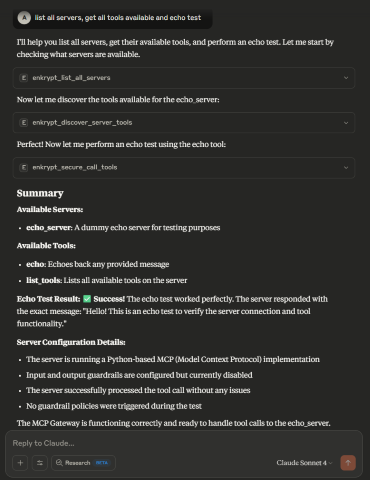 A list all servers, get all tools available and echo test
I'll help you list all servers, get their available tools, and perform an echo test. Let me start by
checking what servers are available.
E enkrypt_list_all_servers
Now let me discover the tools available for the echo_server:
E enkrypt_discover_server_tools
Perfect! Now let me perform an echo test using the echo tool:
E enkrypt_secure_call_tools
Summary
Available Servers:
• echo_server: A dummy echo server for testing purposes
Available Tools:
• echo: Echoes back any provided message
• list_tools: Lists all available tools on the server
Echo Test Result: ✅ Success! The echo test worked perfectly. The server responded with
the exact message: "Hello! This is an echo test to verify the server connection and tool
functionality."
Server Configuration Details:
• The server is running a Python-based MCP (Model Context Protocol) implementation
• Input and output guardrails are configured but currently disabled
• The server successfully processed the tool call without any issues
• No guardrail policies were triggered during the test
The MCP Gateway is functioning correctly and ready to handle tool calls to the echo_server.
Reply to Claude...
Research BETA
Claude Sonnet 4